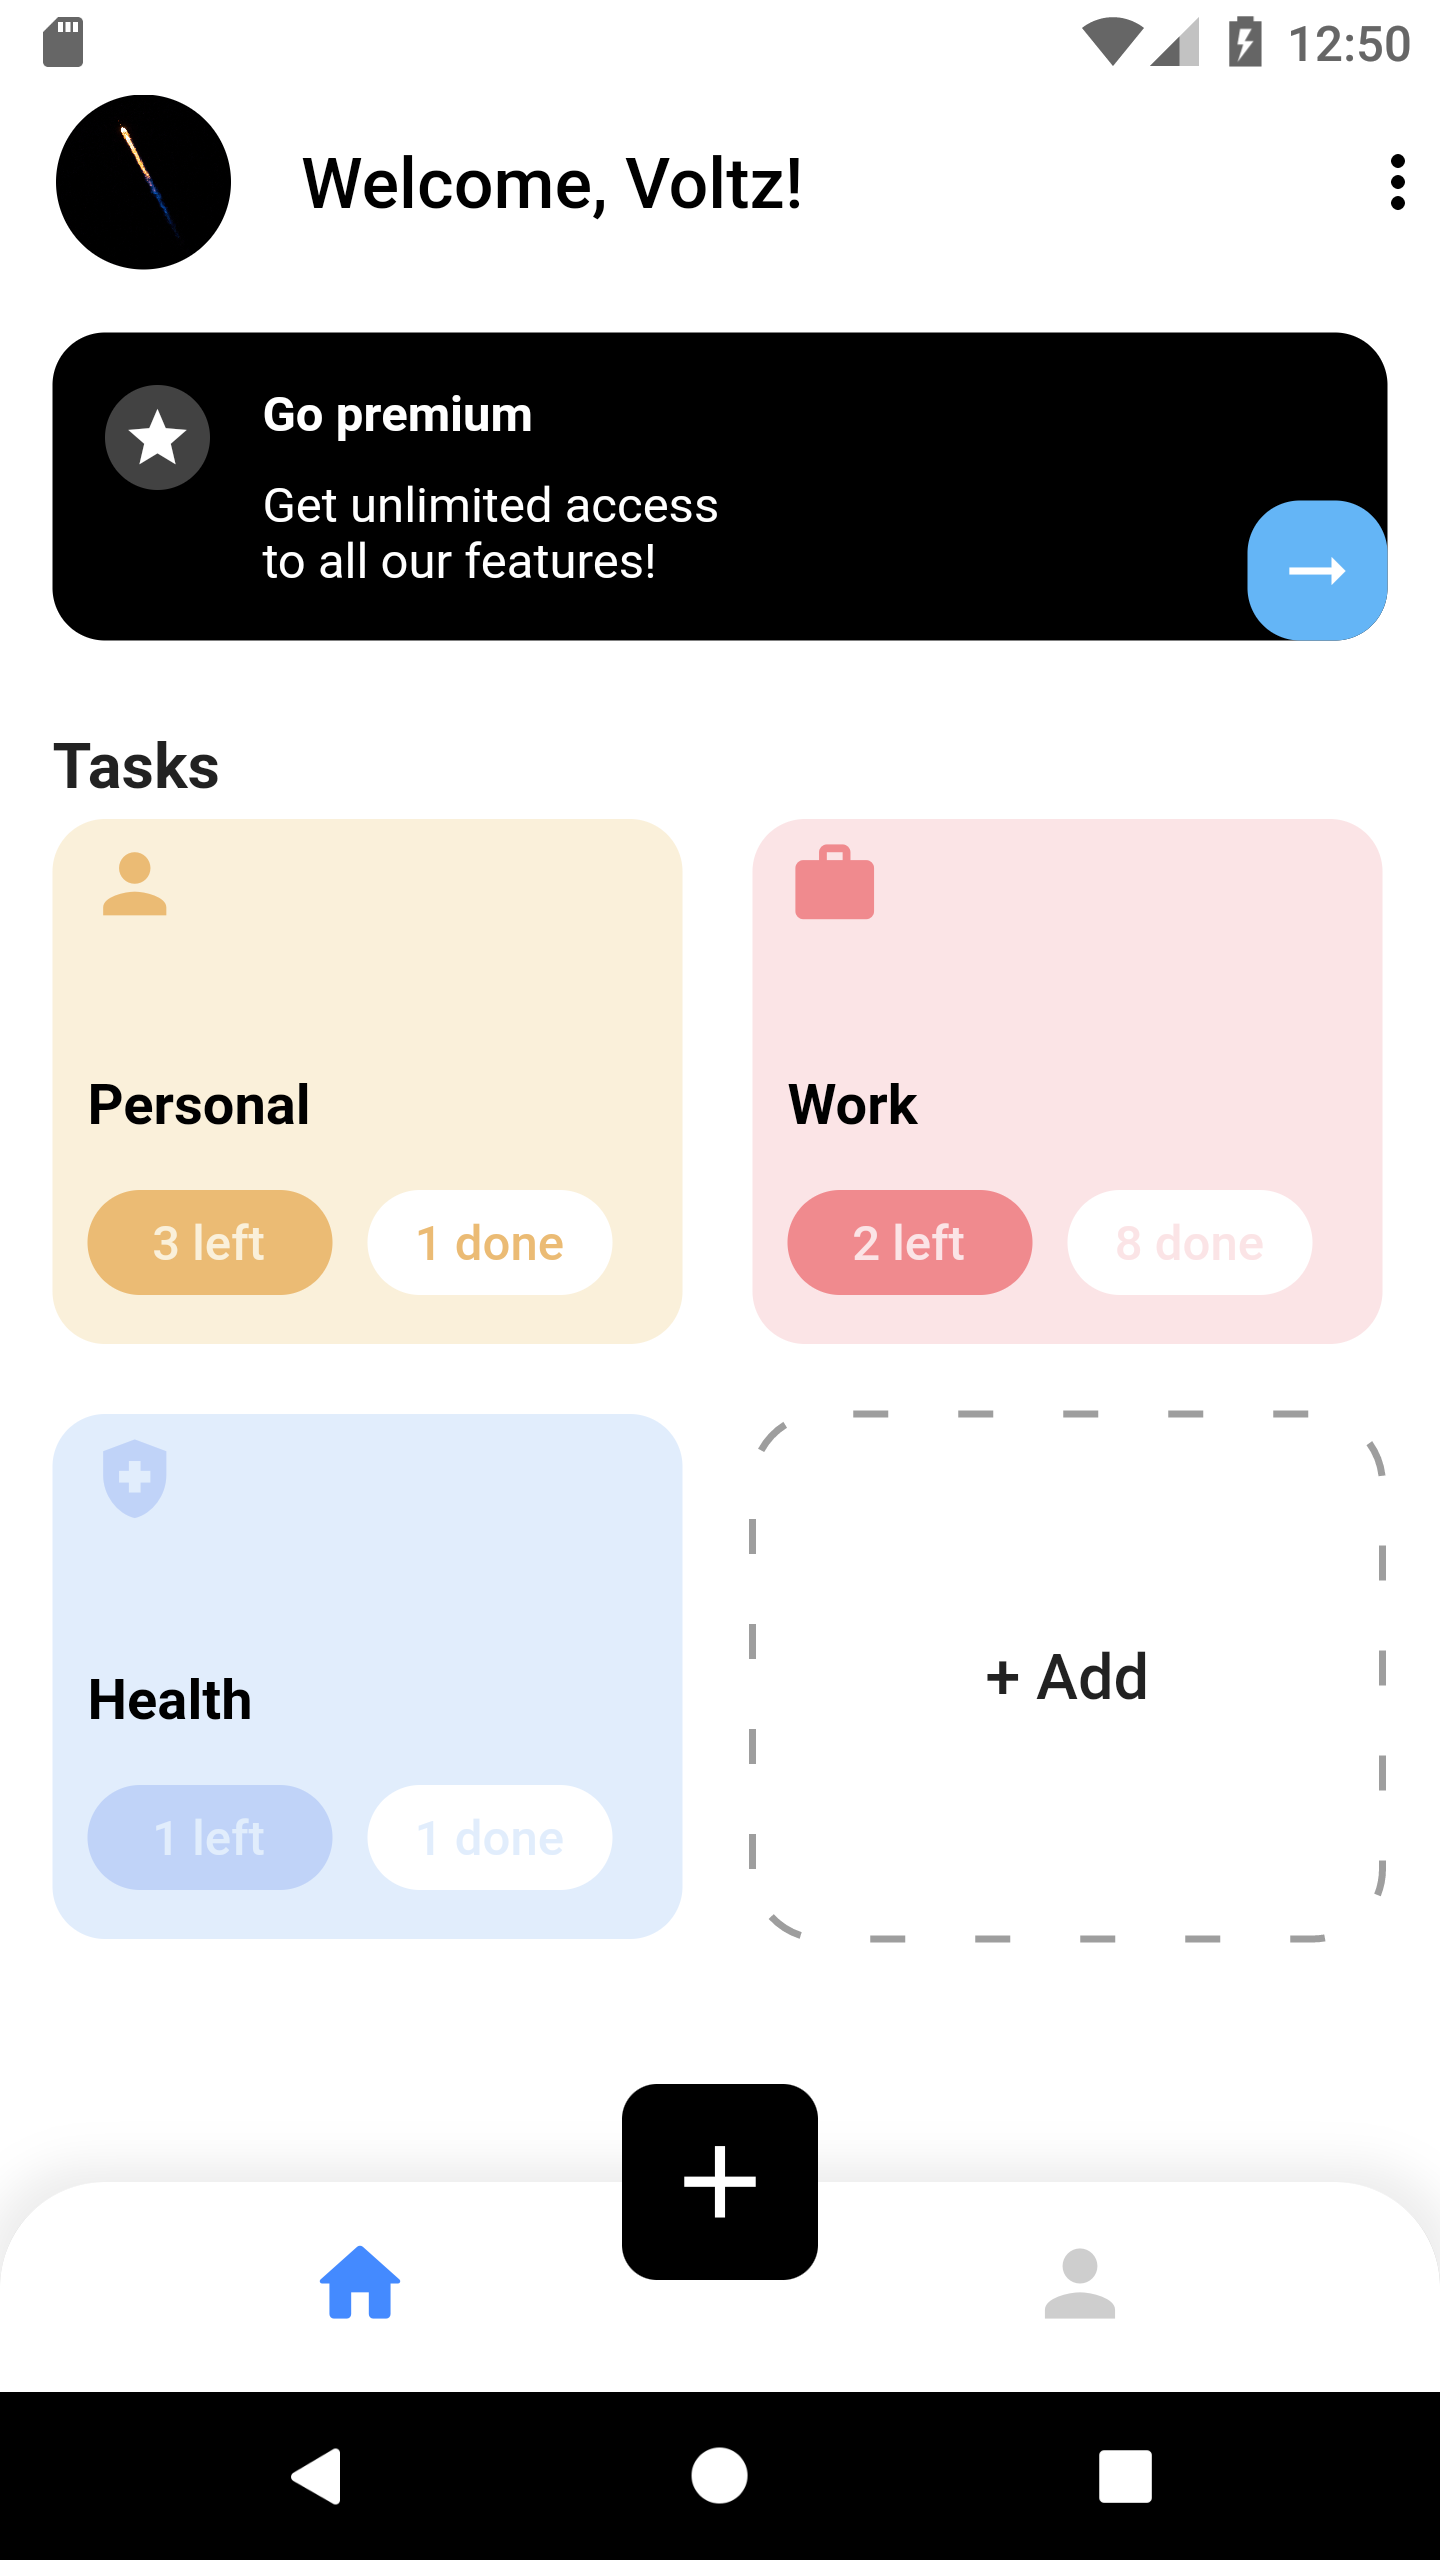 12:50
Welcome, Voltz!
Go premium
Get unlimited access
to all our features!
Tasks
Personal
3 left
1 done
Work
2 left
8 done
Health
1 left
1 done
+ Add